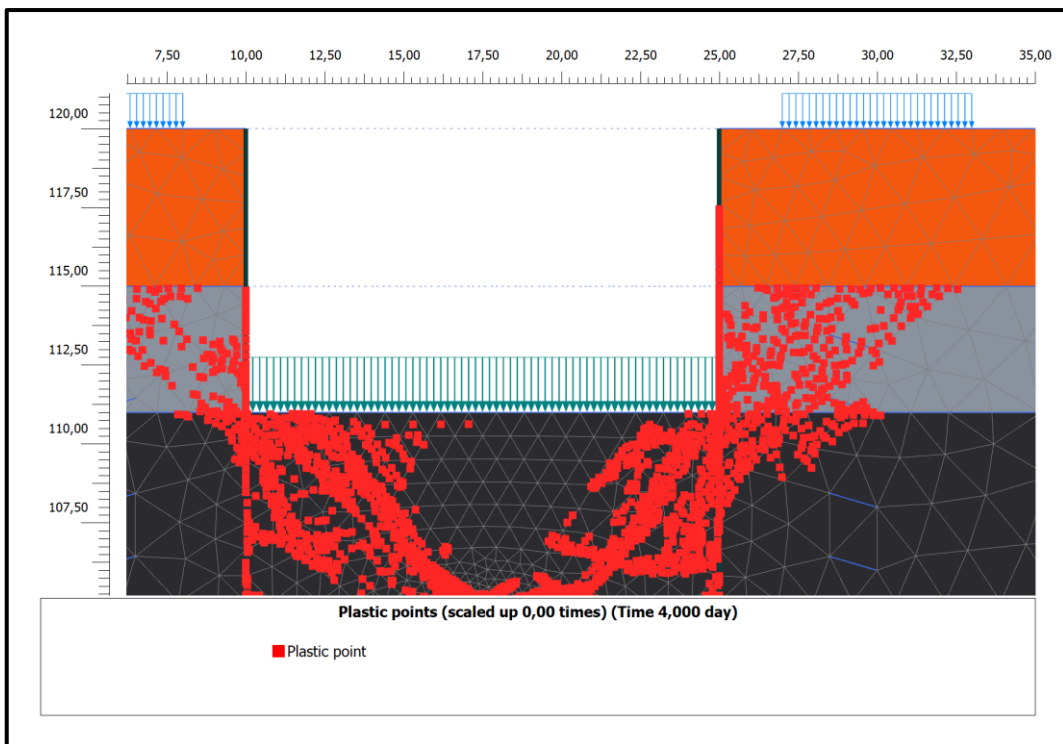 7,50 10,00 12,50 15,00 17,50 20,00 22,50 25,00 27,50 30,00 32,50 35,00
120,00
117,50
115,00
112,50
110,00
107,50
Plastic points (scaled up 0,00 times) (Time 4,000 day)
Plastic point